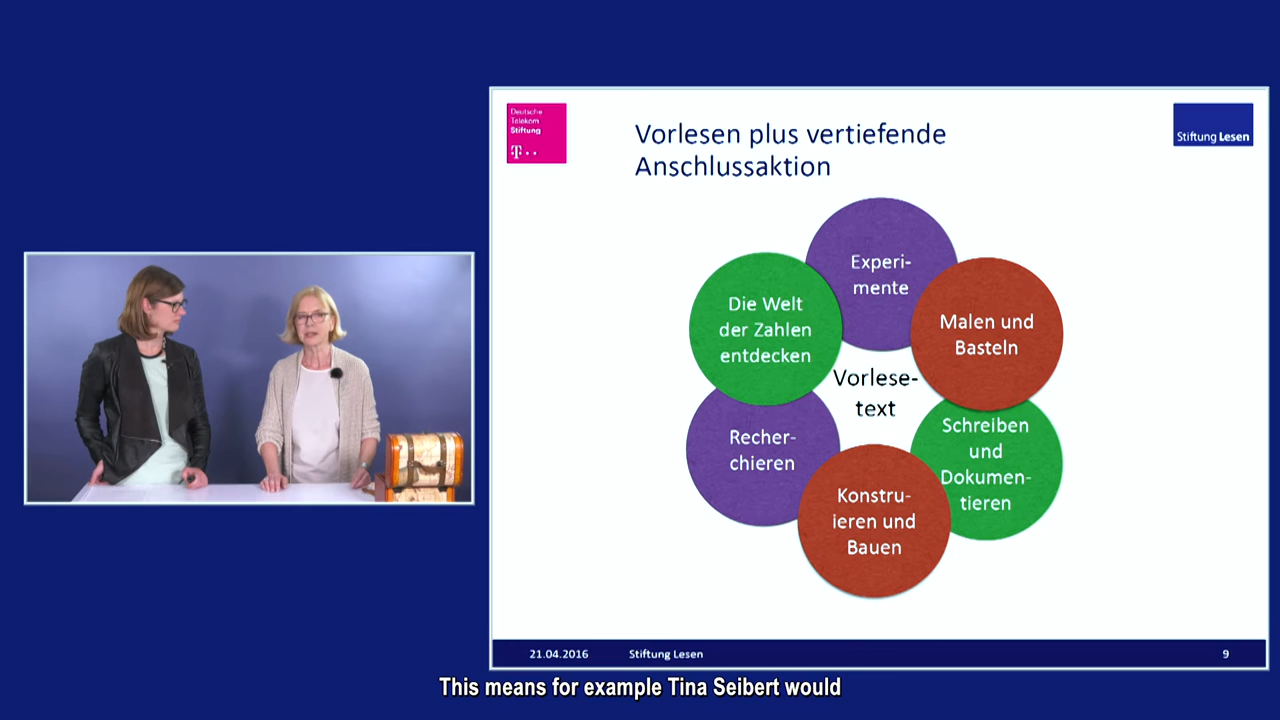 Deutsche
Telekom
Stiftung
T
Stiftung Lesen
Vorlesen plus vertiefende
Anschlussaktion
Experi-
mente
Die Welt
der Zahlen
entdecken
Malen und
Basteln
Vorlese-
text
Recher-
chieren
Schreiben
und
Dokumen-
tieren
Konstru-
ieren und
Bauen
21.04.2016 Stiftung Lesen 9
This means for example Tina Seibert would